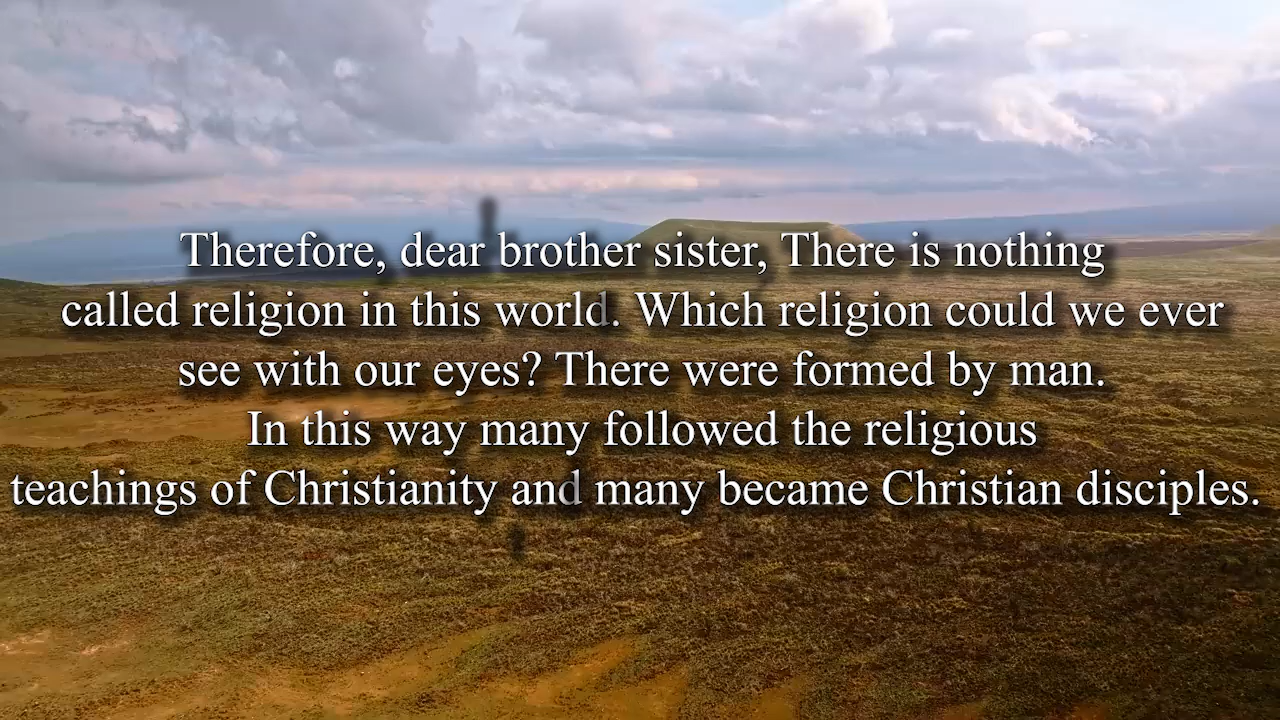 Therefore, dear brother sister, There is nothing
called religion in this world. Which religion could we ever
see with our eyes? There were formed by man.
In this way many followed the religious
teachings of Christianity and many became Christian disciples.